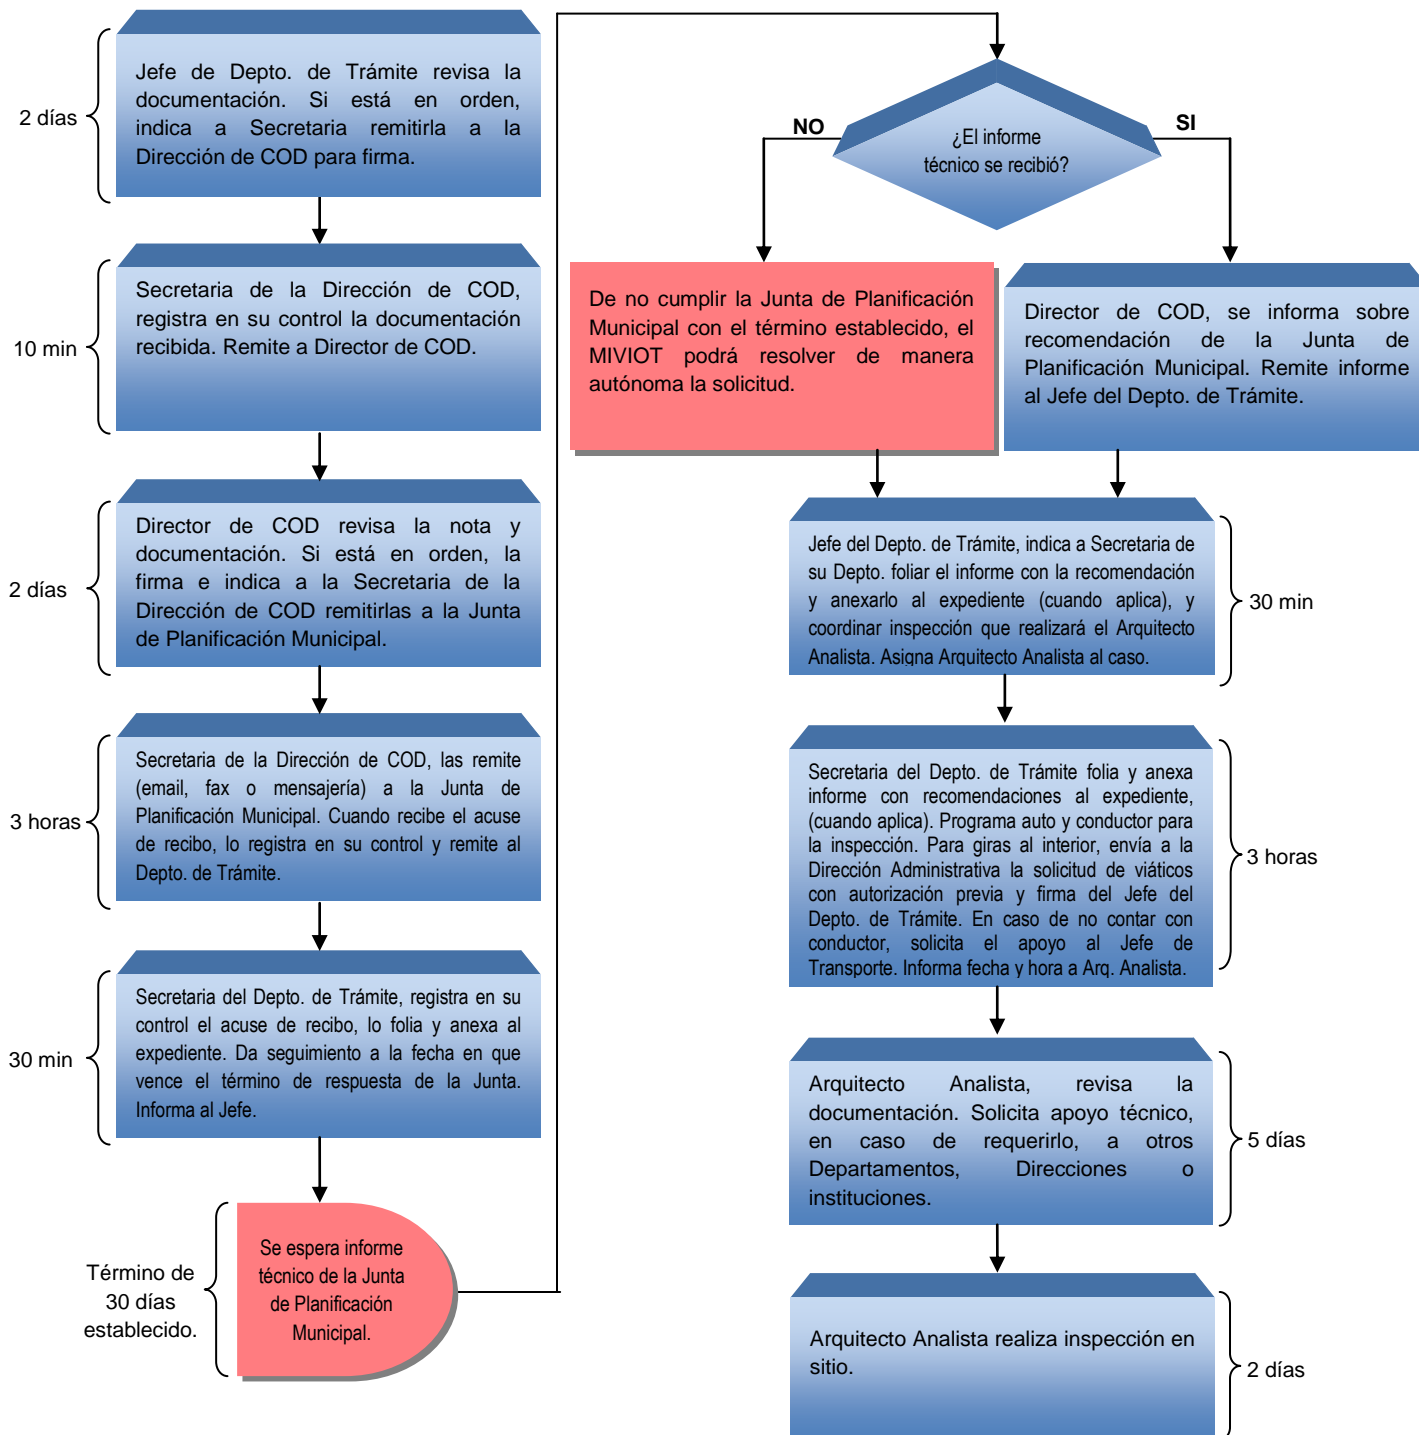 2 días
Jefe de Depto. de Trámite revisa la
documentación. Si está en orden,
indica a Secretaria remitirla a la
Dirección de COD para firma.
10 min
Secretaria de la Dirección de COD,
registra en su control la documentación
recibida. Remite a Director de COD.
2 días
Director de COD revisa la nota y
documentación. Si está en orden, la
firma e indica a la Secretaria de la
Dirección de COD remitirlas a la Junta
de Planificación Municipal.
3 horas
Secretaria de la Dirección de COD, las remite
(email, fax o mensajería) a la Junta de
Planificación Municipal. Cuando recibe el acuse
de recibo, lo registra en su control y remite al
Depto. de Trámite.
30 min
Secretaria del Depto. de Trámite, registra en su
control el acuse de recibo, lo folia y anexa al
expediente. Da seguimiento a la fecha en que
vence el término de respuesta de la Junta.
Informa al Jefe.
Término de
30 días
establecido.
Se espera informe
técnico de la Junta
de Planificación
Municipal.
¿El informe
técnico se recibió?
NO
SI
De no cumplir la Junta de Planificación
Municipal con el término establecido, el
MIVIOT podrá resolver de manera
autónoma la solicitud.
Director de COD, se informa sobre
recomendación de la Junta de
Planificación Municipal. Remite informe
al Jefe del Depto. de Trámite.
Jefe del Depto. de Trámite, indica a Secretaria de
su Depto. foliar el informe con la recomendación
y anexarlo al expediente (cuando aplica), y
coordinar inspección que realizará el Arquitecto
Analista. Asigna Arquitecto Analista al caso.
30 min
Secretaria del Depto. de Trámite folia y anexa
informe con recomendaciones al expediente,
(cuando aplica). Programa auto y conductor para
la inspección. Para giras al interior, envía a la
Dirección Administrativa la solicitud de viáticos
con autorización previa y firma del Jefe del
Depto. de Trámite. En caso de no contar con
conductor, solicita el apoyo al Jefe de
Transporte. Informa fecha y hora a Arq. Analista.
3 horas
Arquitecto Analista, revisa la
documentación. Solicita apoyo técnico,
en caso de requerirlo, a otros
Departamentos, Direcciones o
instituciones.
5 días
Arquitecto Analista realiza inspección en
sitio.
2 días